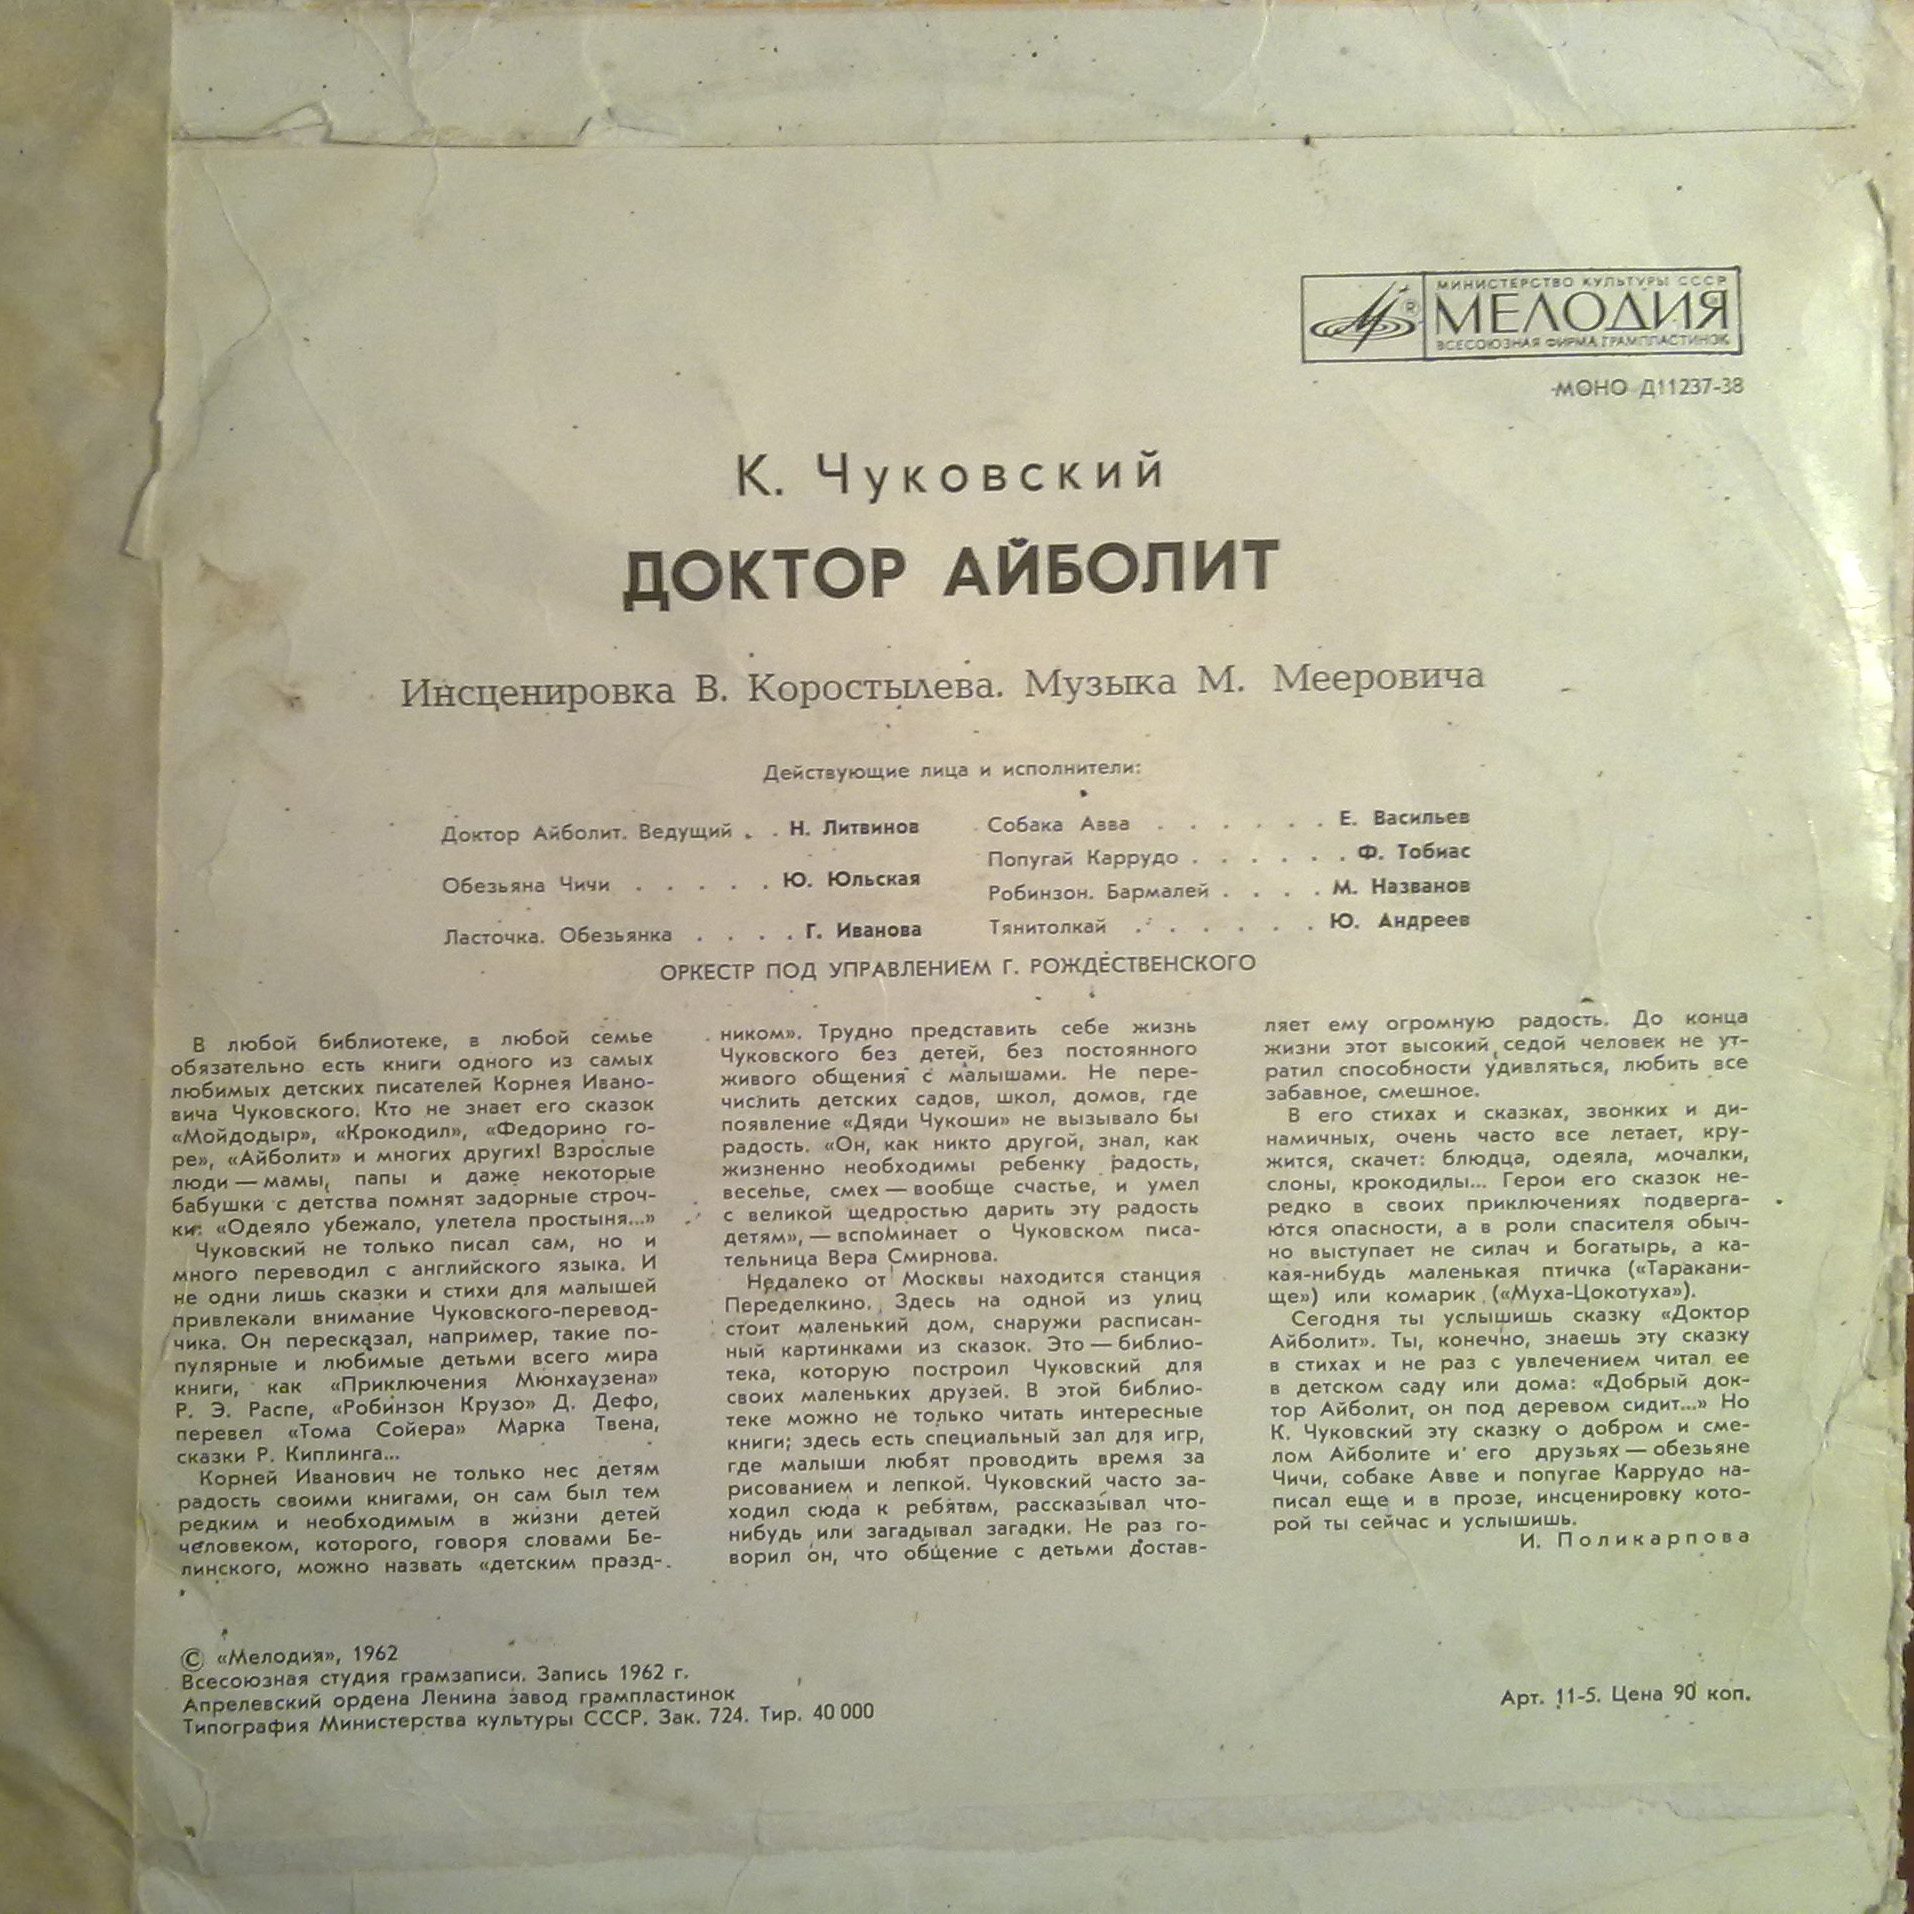 МИНИСТЕРСТВО КУЛЬТУРЫ СССР
МЕЛОДИЯ
ВСЕСОЮЗНАЯ ФИРМА ГРАМПЛАСТИНОК
МОНО Д11237-38
К. Чуковский
ДОКТОР АЙБОЛИТ
Инсценировка В. Коростылева. Музыка М. Мееровича
Действующие лица и исполнители:
Доктор Айболит. Ведущий . . Н. Литвинов
Обезьяна Чичи . . . . . Ю. Юльская
Ласточка. Обезьянка . . . . Г. Иванова
Собака Авва . . . . . . Е. Васильев
Попугай Каррудо . . . . . . Ф. Тобиас
Робинзон. Бармалей . . . . М. Названов
Тянитолкай . . . . . . Ю. Андреев
ОРКЕСТР ПОД УПРАВЛЕНИЕМ Г. РОЖДЕСТВЕНСКОГО
В любой библиотеке, в любой семье
обязательно есть книги одного из самых
любимых детских писателей Корнея Ивано-
вича Чуковского. Кто не знает его сказок
«Мойдодыр», «Крокодил», «Федорино го-
ре», «Айболит» и многих других! Взрослые
люди — мамы, папы и даже некоторые
бабушки с детства помнят задорные строч-
ки: «Одеяло убежало, улетела простыня...»
Чуковский не только писал сам, но и
много переводил с английского языка. И
не одни лишь сказки и стихи для малышей
привлекали внимание Чуковского-перевод-
чика. Он пересказал, например, такие по-
пулярные и любимые детьми всего мира
книги, как «Приключения Мюнхаузена»
Р. Э. Распе, «Робинзон Крузо» Д. Дефо,
перевел «Тома Сойера» Марка Твена,
сказки Р. Киплинга...
Корней Иванович не только нес детям
радость своими книгами, он сам был тем
редким и необходимым в жизни детей
человеком, которого, говоря словами Бе-
линского, можно назвать «детским празд-
ником». Трудно представить себе жизнь
Чуковского без детей, без постоянного
живого общения с малышами. Не пере-
числить детских садов, школ, домов, где
появление «Дяди Чукоши» не вызывало бы
радость. «Он, как никто другой, знал, как
жизненно необходимы ребенку радость,
веселье, смех — вообще счастье, и умел
с великой щедростью дарить эту радость
детям», — вспоминает о Чуковском писа-
тельница Вера Смирнова.
Недалеко от Москвы находится станция
Переделкино. Здесь на одной из улиц
стоит маленький дом, снаружи расписан-
ный картинками из сказок. Это — библио-
тека, которую построил Чуковский для
своих маленьких друзей. В этой библио-
теке можно не только читать интересные
книги; здесь есть специальный зал для игр,
где малыши любят проводить время за
рисованием и лепкой. Чуковский часто за-
ходил сюда к ребятам, рассказывал что-
нибудь или загадывал загадки. Не раз го-
ворил он, что общение с детьми достав-
ляет ему огромную радость. До конца
жизни этот высокий седой человек не ут-
ратил способности удивляться, любить все
забавное, смешное.
В его стихах и сказках, звонких и ди-
намичных, очень часто все летает, кру-
жится, скачет: блюдца, одеяла, мочалки,
слоны, крокодилы... Герои его сказок не-
редко в своих приключениях подверга-
ются опасности, а в роли спасителя обыч-
но выступает не силач и богатырь, а ка-
кая-нибудь маленькая птичка («Таракани-
ще») или комарик («Муха-Цокотуха»).
Сегодня ты услышишь сказку «Доктор
Айболит». Ты, конечно, знаешь эту сказку
в стихах и не раз с увлечением читал ее
в детском саду или дома: «Добрый док-
тор Айболит, он под деревом сидит...» Но
К. Чуковский эту сказку о добром и сме-
лом Айболите и его друзьях — обезьяне
Чичи, собаке Авве и попугае Каррудо на-
писал еще и в прозе, инсценировку кото-
рой ты сейчас и услышишь.
И. Поликарпова
© «Мелодия», 1962
Всесоюзная студия грамзаписи. Запись 1962 г.
Апрелевский ордена Ленина завод грампластинок
Типография Министерства культуры СССР. Зак. 724. Тир. 40 000
Арт. 11-5. Цена 90 коп.